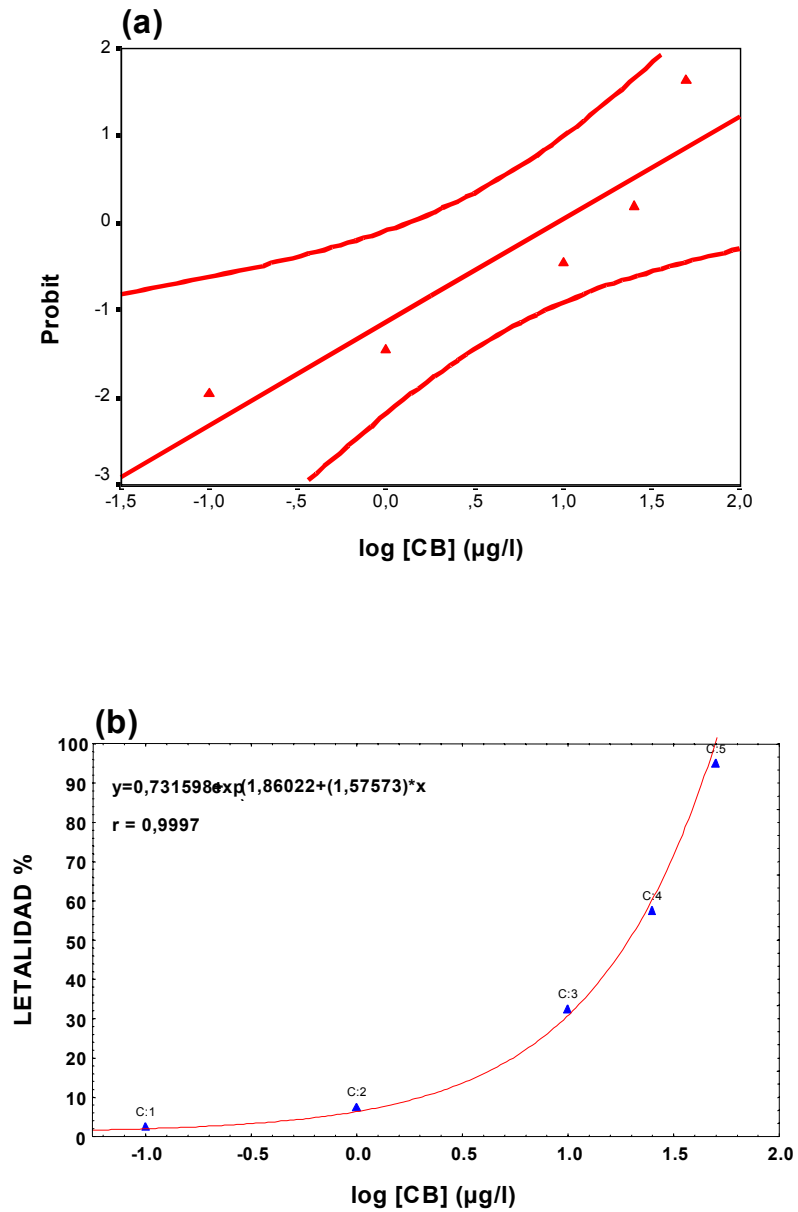 (a)
2
1
0
-1
-2
-3
Probit
-1,5 -1,0 -,5 0,0 ,5 1,0 1,5 2,0
log [CB] (µg/l)
(b)
100
90
80
70
60
50
40
30
20
10
0
LETALIDAD %
y=0,731598+exp(1,86022+(1,57573)*x
r = 0,9997
C:1
C:2
C:3
C:4
C:5
-1.0 -0.5 0.0 0.5 1.0 1.5 2.0
log [CB] (µg/l)